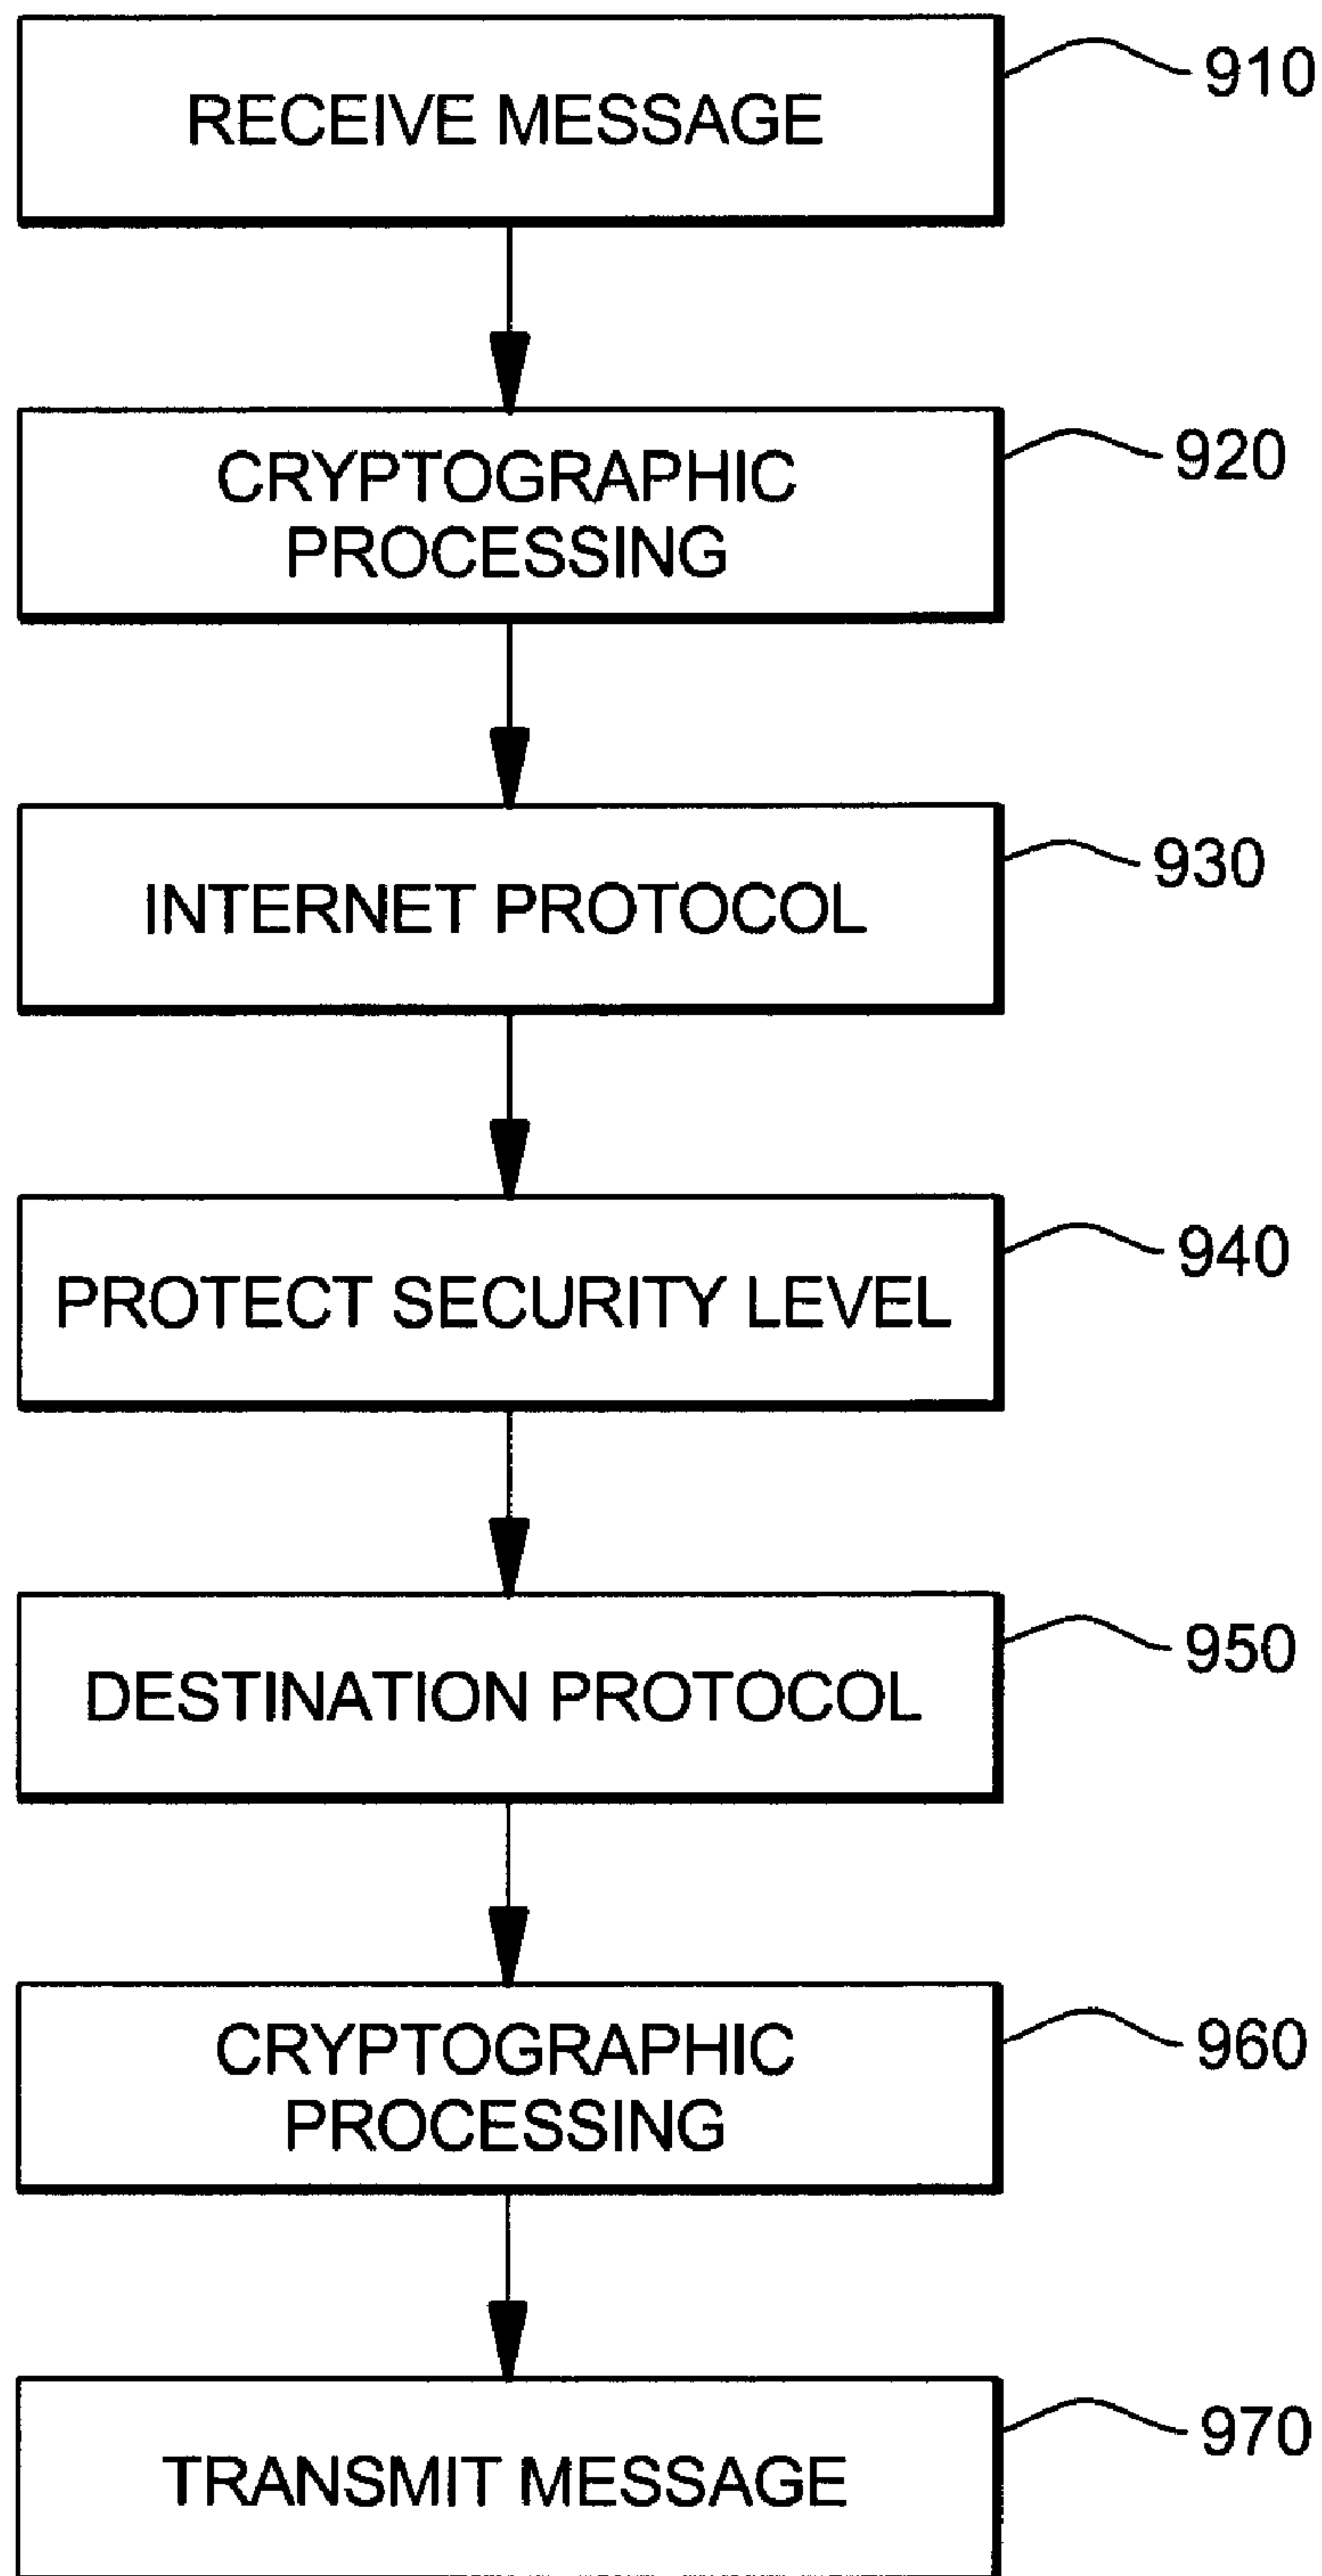 RECEIVE MESSAGE
910
CRYPTOGRAPHIC
PROCESSING
920
INTERNET PROTOCOL
930
PROTECT SECURITY LEVEL
940
DESTINATION PROTOCOL
950
CRYPTOGRAPHIC
PROCESSING
960
TRANSMIT MESSAGE
970